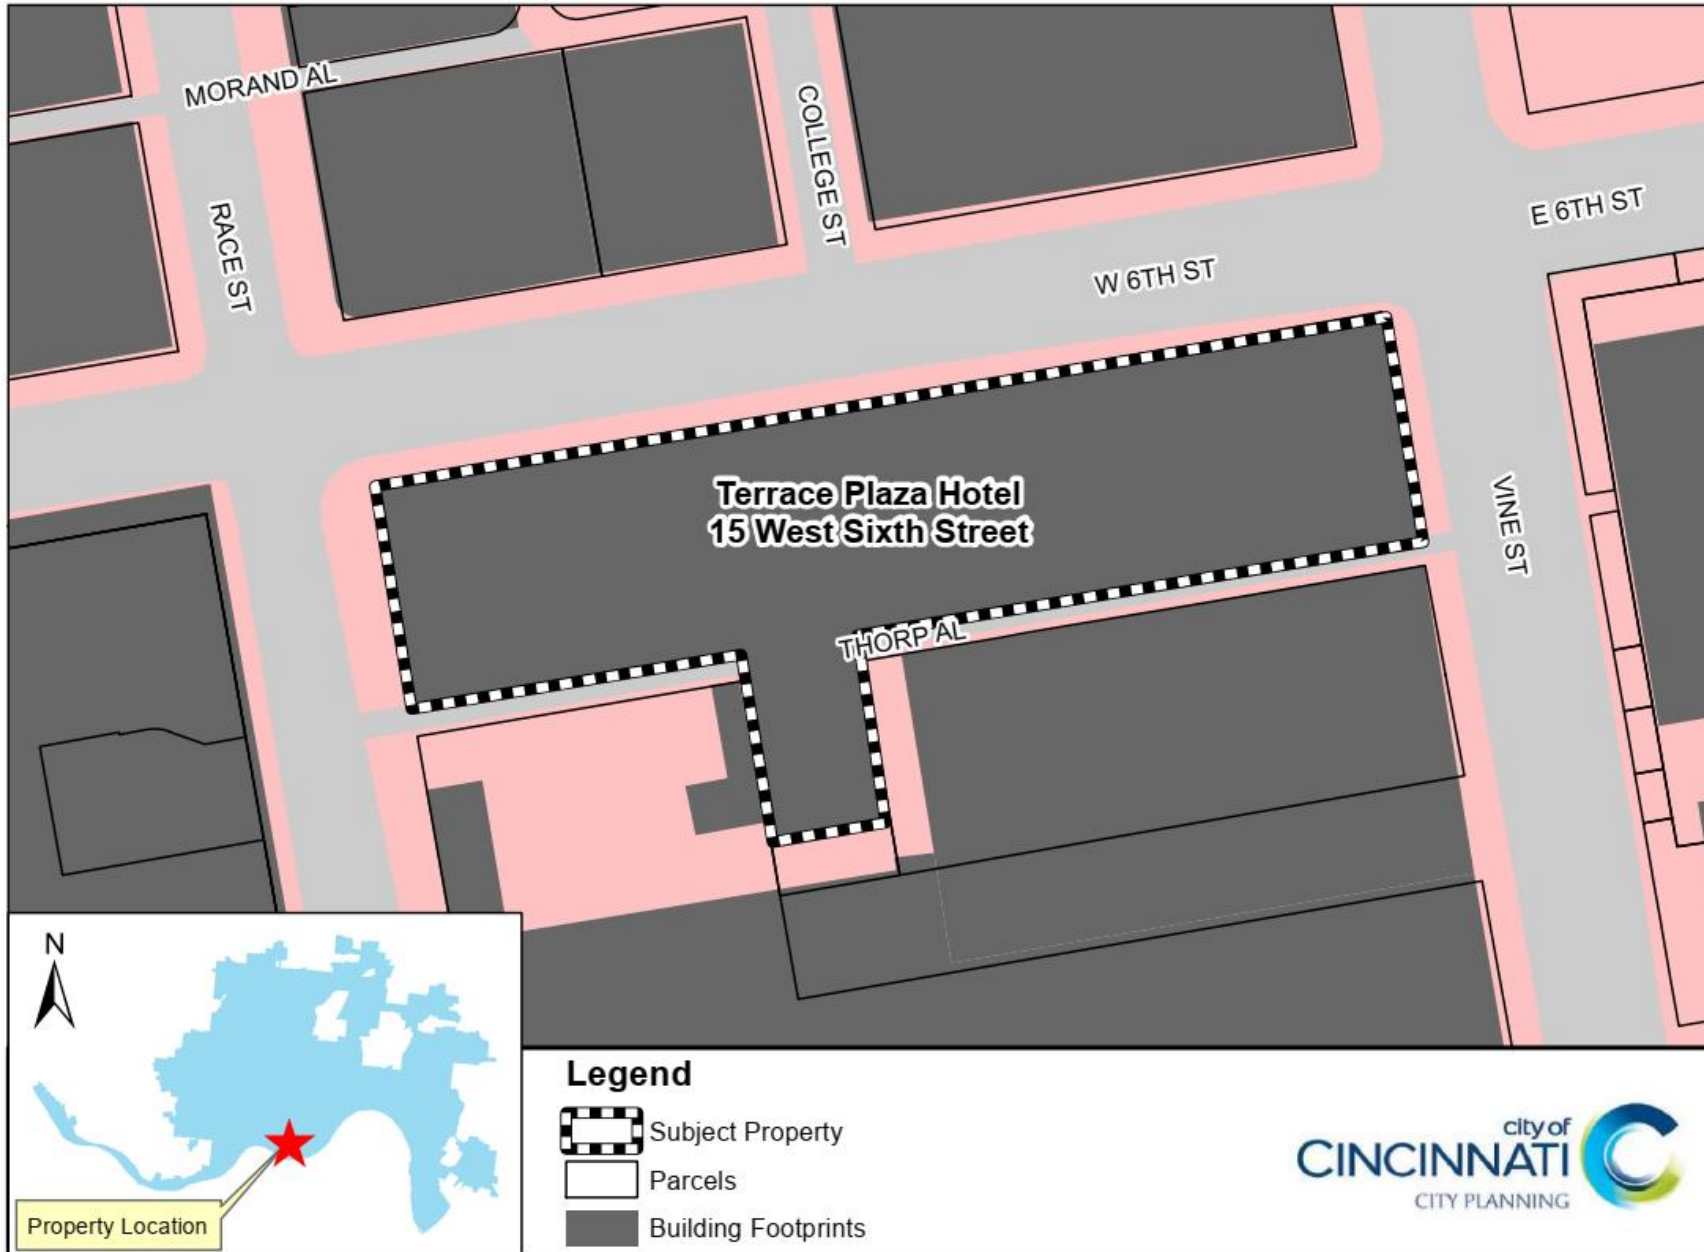 MORAND AL
COLLEGE ST
RACE ST
E 6TH ST
W 6TH ST
Terrace Plaza Hotel
15 West Sixth Street
VINE ST
THORP AL
N
Property Location
Legend
Subject Property
Parcels
Building Footprints
city of
CINCINNATI
CITY PLANNING